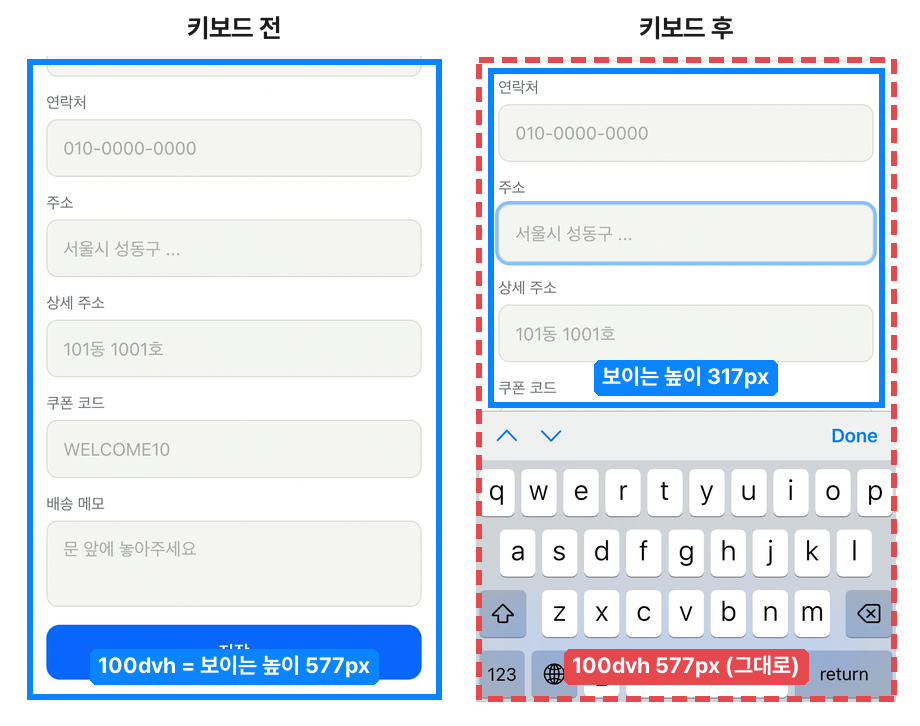 키보드 전
연락처
010-0000-0000
주소
서울시 성동구 ...
상세 주소
101동 1001호
쿠폰 코드
WELCOME10
배송 메모
문 앞에 놓아주세요
100dvh = 보이는 높이 577px
키보드 후
연락처
010-0000-0000
주소
서울시 성동구 ...
상세 주소
101동 1001호
쿠폰 코드
보이는 높이 317px
Done
q w e r t y u i o p
a s d f g h j k l
z x c v b n m
123
100dvh 577px (그대로)
return